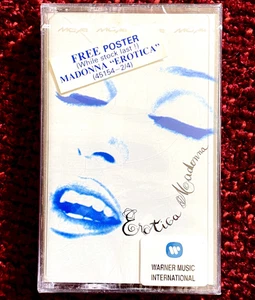 FREE POSTER
(While stock last !)
MADONNA "EROTICA"
(45154-2/4)
Erotica Madonna
WARNER MUSIC
INTERNATIONAL